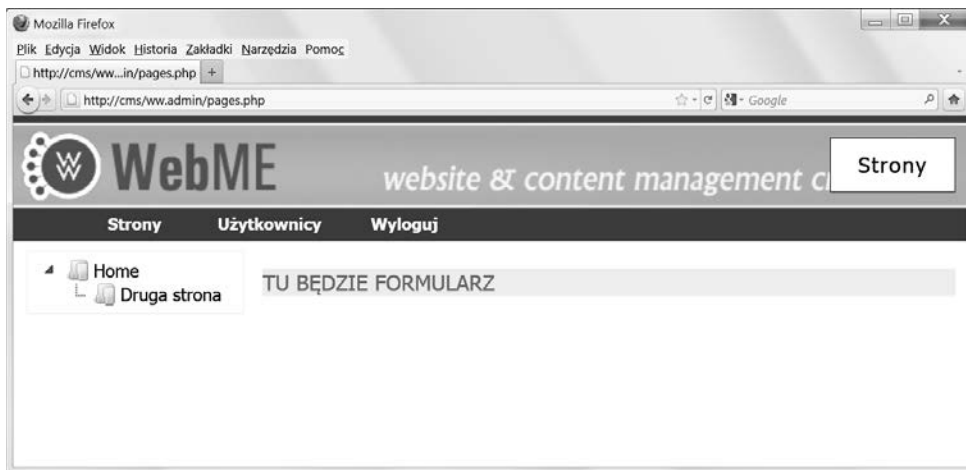 Mozilla Firefox
Plik Edycja Widok Historia Zakładki Narzędzia Pomoc
http://cms/ww...in/pages.php +
http://cms/ww.admin/pages.php Google
WebME website & content management c
Strony
Strony Użytkownicy Wyloguj
Home
Druga strona
TU BĘDZIE FORMULARZ